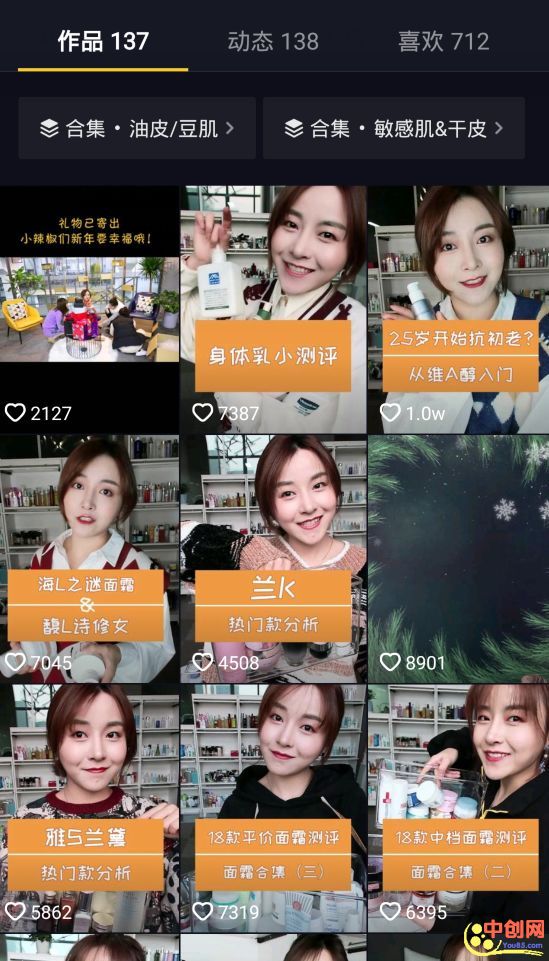 作品 137
动态 138
喜欢 712
合集・油皮/豆肌
合集・敏感肌&干皮
礼物已寄出
小辣椒们新年要幸福哦！
2127
身体乳小测评
7387
25岁开始抗初老？
从维A醇入门
1.0w
海L之谜面霜
&
馥L诗修女
7045
兰K
热门款分析
4508
8901
雅S兰黛
热门款分析
5862
18款平价面霜测评
面霜合集（三）
7319
18款中档面霜测评
面霜合集（二）
6395
中创网
You85.com